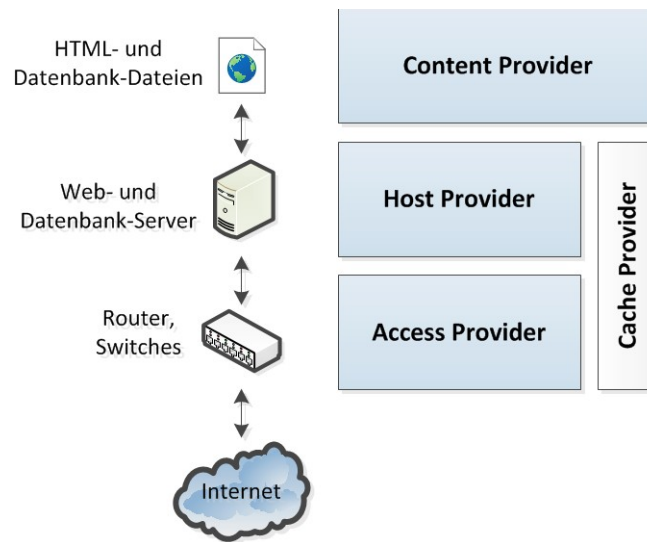 HTML- und
Datenbank-Dateien
Content Provider
Web- und
Datenbank-Server
Host Provider
Cache Provider
Router,
Switches
Access Provider
Internet